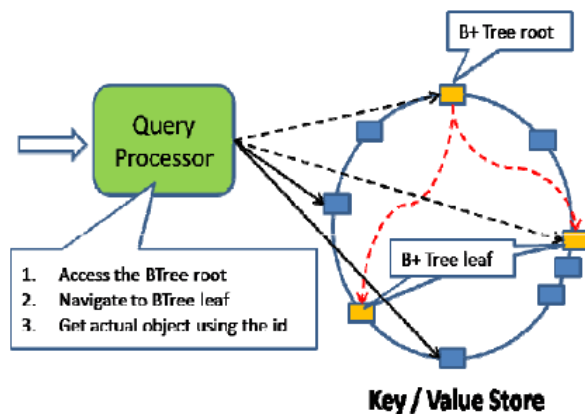 B+ Tree root
Query
Processor
1. Access the BTree root
2. Navigate to BTree leaf
3. Get actual object using the id
B+ Tree leaf
Key / Value Store